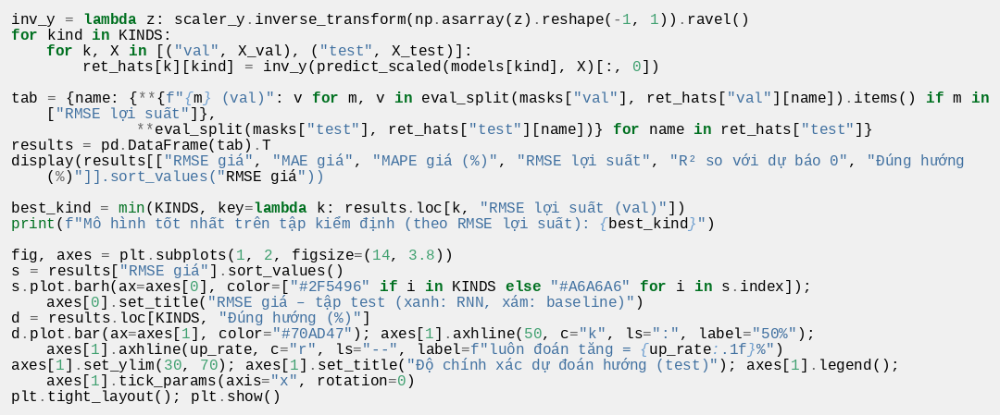 inv_y = lambda z: scaler_y.inverse_transform(np.asarray(z).reshape(-1, 1)).ravel()
for kind in KINDS:
    for k, X in [("val", X_val), ("test", X_test)]:
        ret_hats[k][kind] = inv_y(predict_scaled(models[kind], X)[:, 0])

tab = {name: {**{f"{m} (val)": v for m, v in eval_split(masks["val"], ret_hats["val"][name]).items() if m in
    ["RMSE lợi suất"]},
              **eval_split(masks["test"], ret_hats["test"][name])} for name in ret_hats["test"]}
results = pd.DataFrame(tab).T
display(results[["RMSE giá", "MAE giá", "MAPE giá (%)", "RMSE lợi suất", "R² so với dự báo 0", "Đúng hướng
    (%)"]].sort_values("RMSE giá"))

best_kind = min(KINDS, key=lambda k: results.loc[k, "RMSE lợi suất (val)"])
print(f"Mô hình tốt nhất trên tập kiểm định (theo RMSE lợi suất): {best_kind}")

fig, axes = plt.subplots(1, 2, figsize=(14, 3.8))
s = results["RMSE giá"].sort_values()
s.plot.barh(ax=axes[0], color=["#2F5496" if i in KINDS else "#A6A6A6" for i in s.index]);
    axes[0].set_title("RMSE giá – tập test (xanh: RNN, xám: baseline)")
d = results.loc[KINDS, "Đúng hướng (%)"]
d.plot.bar(ax=axes[1], color="#70AD47"); axes[1].axhline(50, c="k", ls=":", label="50%");
    axes[1].axhline(up_rate, c="r", ls="--", label=f"luôn đoán tăng = {up_rate:.1f}%")
axes[1].set_ylim(30, 70); axes[1].set_title("Độ chính xác dự đoán hướng (test)"); axes[1].legend();
    axes[1].tick_params(axis="x", rotation=0)
plt.tight_layout(); plt.show()